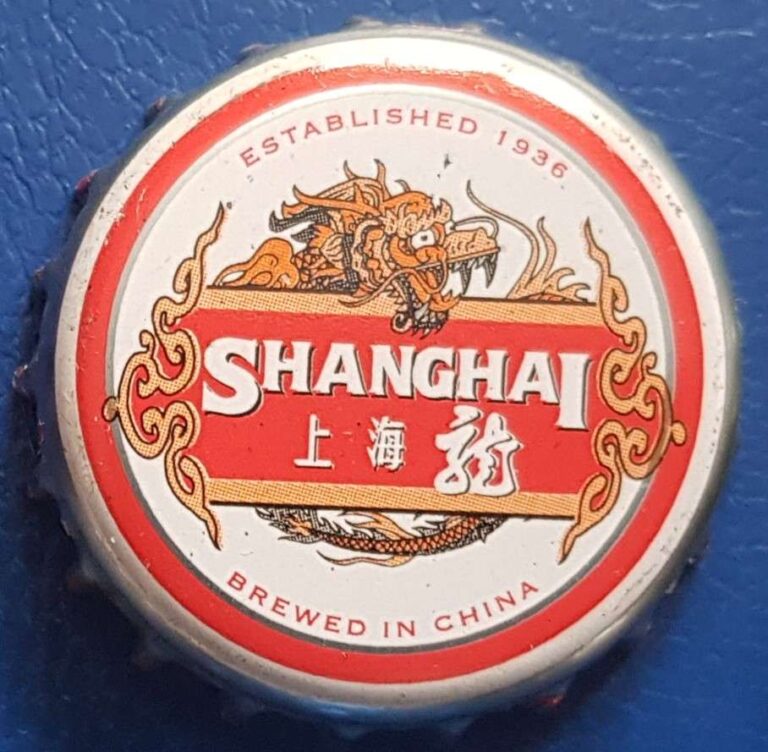 ESTABLISHED 1936
SHANGHAI
上海龍
BREWED IN CHINA